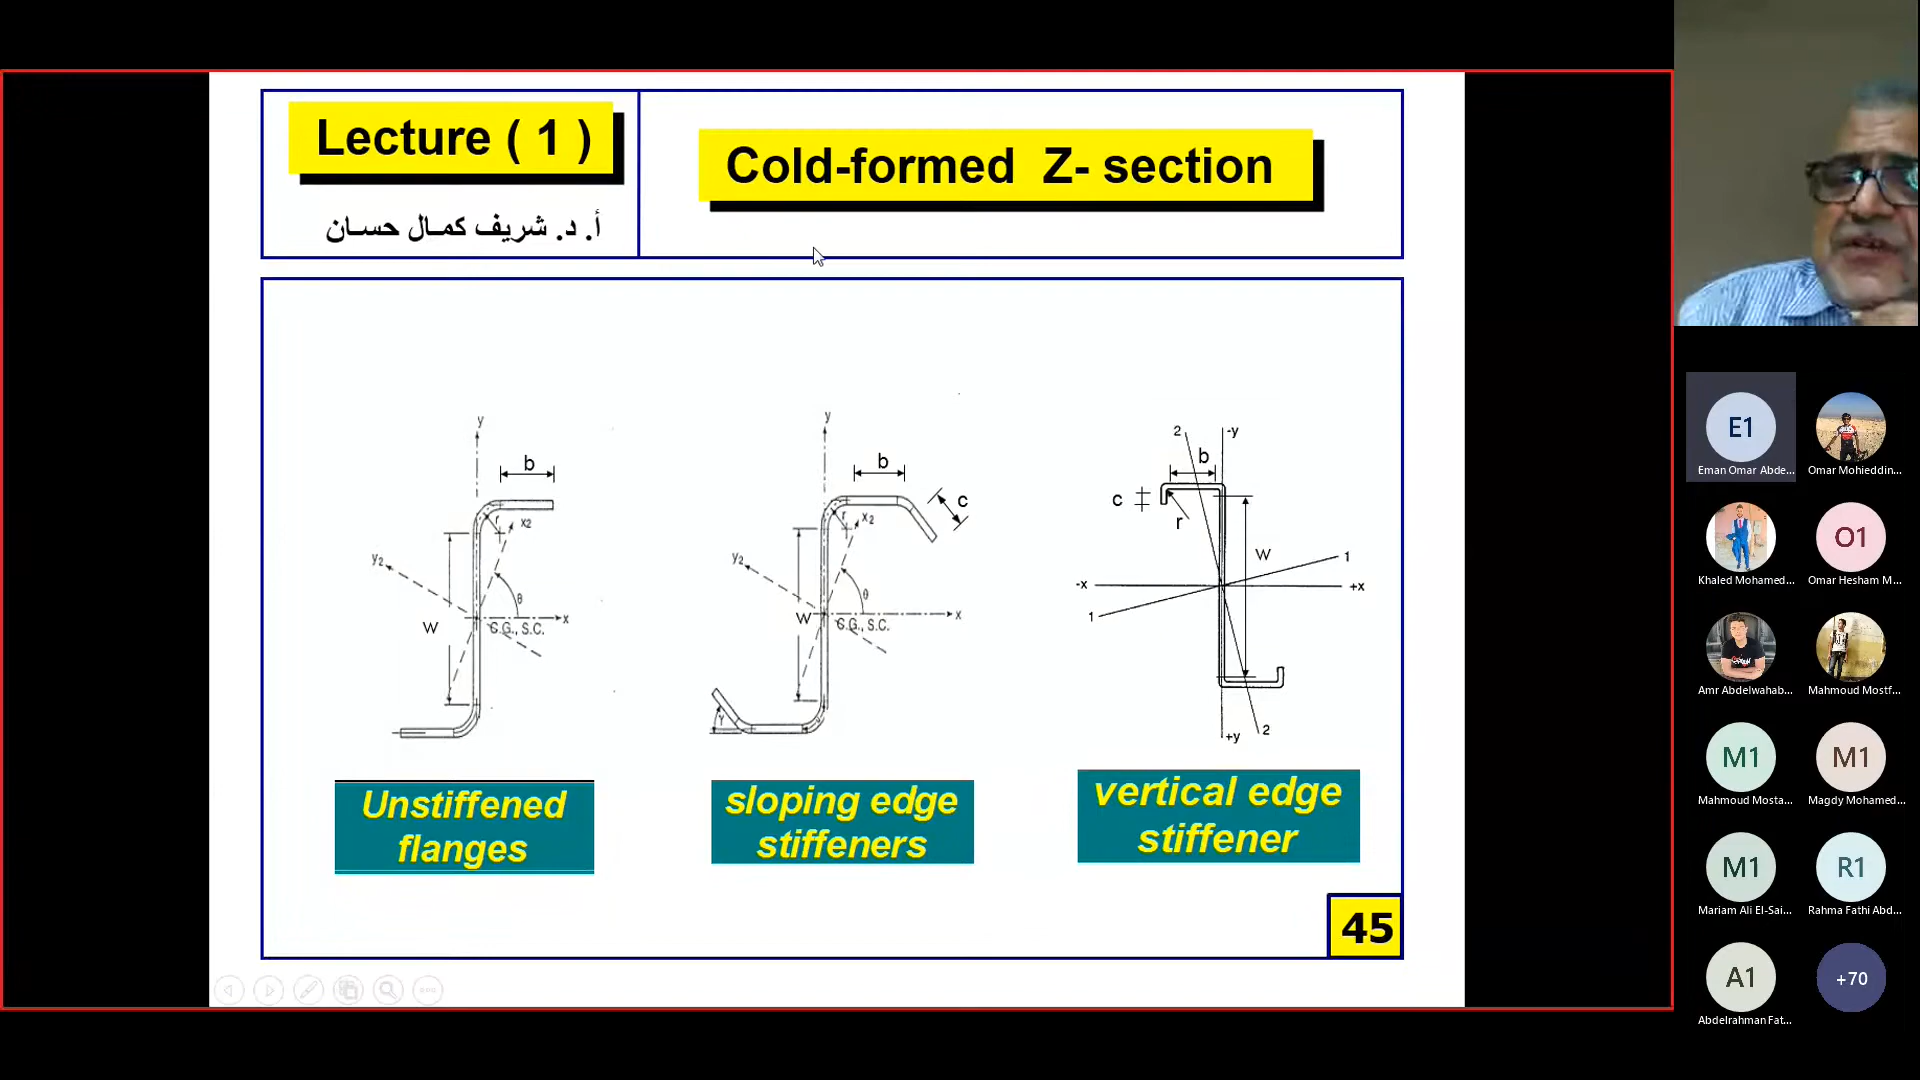 Lecture ( 1 )
أ. د. شريف كمال حسان
Cold-formed Z- section
y
b
r
x2
y2
θ
x
W
C.G., S.C.
y
b
c
r
x2
y2
θ
x
W
C.G., S.C.
γ
2
-y
b
c
r
W
1
-x
+x
1
+y
2
Unstiffened
flanges
sloping edge
stiffeners
vertical edge
stiffener
45
E1
Eman Omar Abde...
Omar Mohieddin...
Khaled Mohamed...
O1
Omar Hesham M...
Amr Abdelwahab...
Mahmoud Mostf...
M1
Mahmoud Mosta...
M1
Magdy Mohamed...
M1
Mariam Ali El-Sai...
R1
Rahma Fathi Abd...
A1
Abdelrahman Fat...
+70